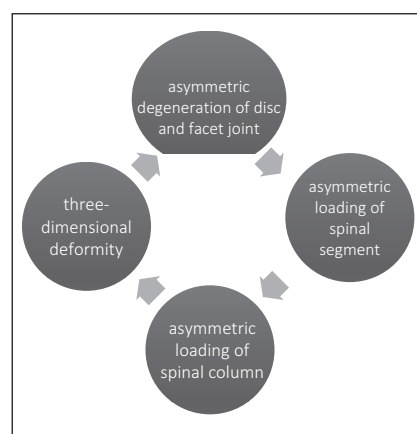 asymmetric
degeneration of disc
and facet joint
asymmetric
loading of
spinal
segment
asymmetric
loading of
spinal column
three-
dimensional
deformity